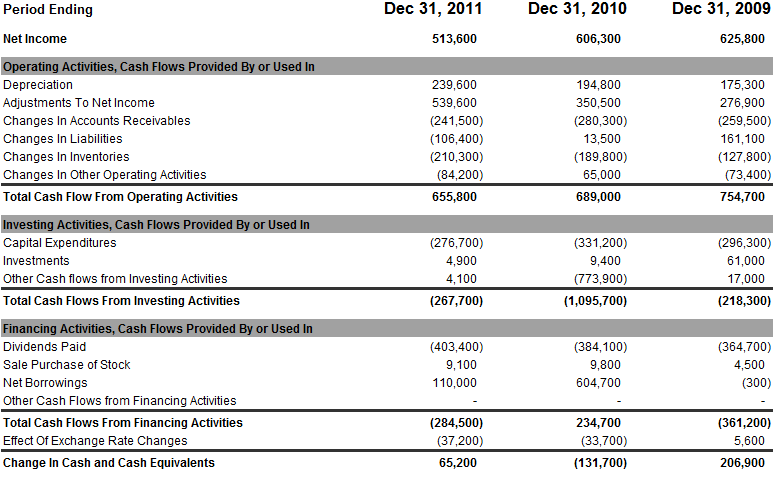 Period Ending Dec 31, 2011 Dec 31, 2010 Dec 31, 2009
Net Income 513,600 606,300 625,800
Operating Activities, Cash Flows Provided By or Used In
Depreciation 239,600 194,800 175,300
Adjustments To Net Income 539,600 350,500 276,900
Changes In Accounts Receivables (241,500) (280,300) (259,500)
Changes In Liabilities (106,400) 13,500 161,100
Changes In Inventories (210,300) (189,800) (127,800)
Changes In Other Operating Activities (84,200) 65,000 (73,400)
Total Cash Flow From Operating Activities 655,800 689,000 754,700
Investing Activities, Cash Flows Provided By or Used In
Capital Expenditures (276,700) (331,200) (296,300)
Investments 4,900 9,400 61,000
Other Cash flows from Investing Activities 4,100 (773,900) 17,000
Total Cash Flows From Investing Activities (267,700) (1,095,700) (218,300)
Financing Activities, Cash Flows Provided By or Used In
Dividends Paid (403,400) (384,100) (364,700)
Sale Purchase of Stock 9,100 9,800 4,500
Net Borrowings 110,000 604,700 (300)
Other Cash Flows from Financing Activities - - -
Total Cash Flows From Financing Activities (284,500) 234,700 (361,200)
Effect Of Exchange Rate Changes (37,200) (33,700) 5,600
Change In Cash and Cash Equivalents 65,200 (131,700) 206,900